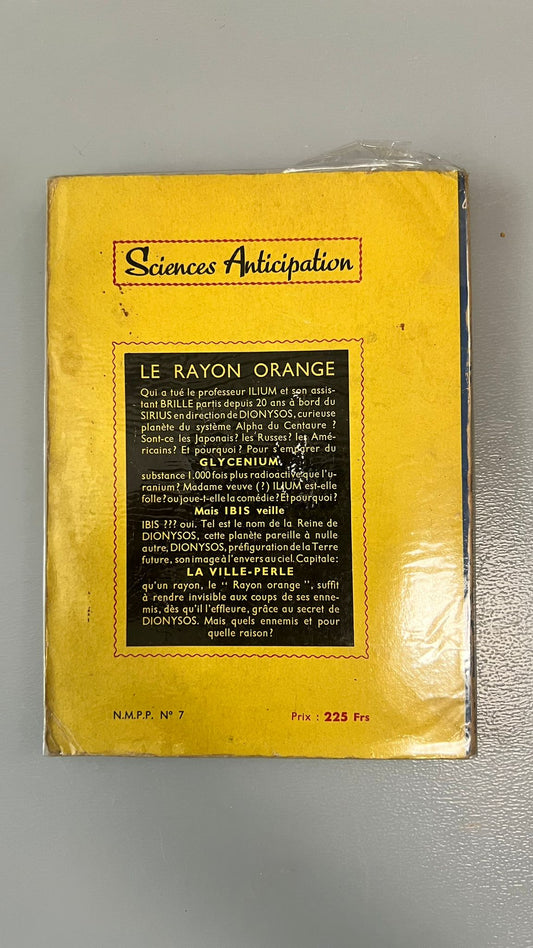 Sciences Anticipation
LE RAYON ORANGE
Qui a tué le professeur ILIUM et son assis-
tant BRILLE partis depuis 20 ans à bord du
SIRIUS en direction de DIONYSOS, curieuse
planète du système Alpha du Centaure ?
Sont-ce les Japonais ? les Russes ? les Amé-
ricains ? Et pourquoi ? Pour s'emparer du
GLYCENIUM,
substance 1.000 fois plus radioactive que l'u-
ranium ? Madame veuve (?) ILIUM est-elle
folle ? ou joue-t-elle la comédie ? Et pourquoi ?
Mais IBIS veille
IBIS ??? oui. Tel est le nom de la Reine de
DIONYSOS, cette planète pareille à nulle
autre, DIONYSOS, préfiguration de la Terre
future, son image à l'envers au ciel. Capitale :
LA VILLE-PERLE
qu'un rayon, le " Rayon orange ", suffit
à rendre invisible aux coups de ses enne-
mis, dès qu'il l'effleure, grâce au secret de
DIONYSOS. Mais quels ennemis et pour
quelle raison ?
N.M.P.P. N° 7
Prix : 225 Frs